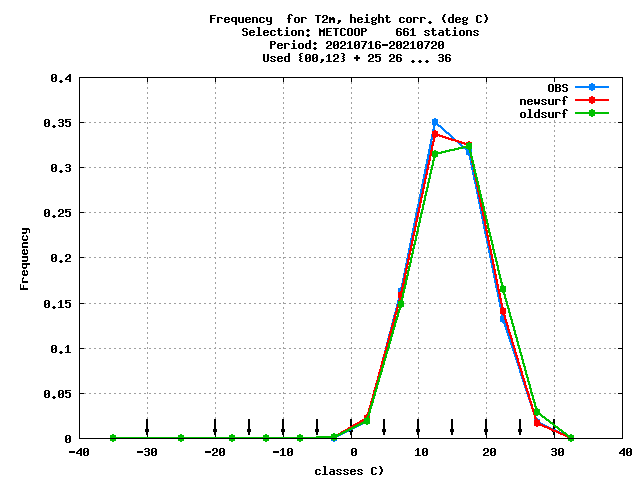 Frequency  for T2m, height corr. (deg C)
Selection: METCOOP    661 stations
Period: 20210716-20210720
Used {00,12} + 25 26 ... 36
OBS
newsurf
oldsurf
0.4
0.35
0.3
0.25
0.2
0.15
0.1
0.05
0
Frequency
-40 -30 -20 -10 0 10 20 30 40
classes C)